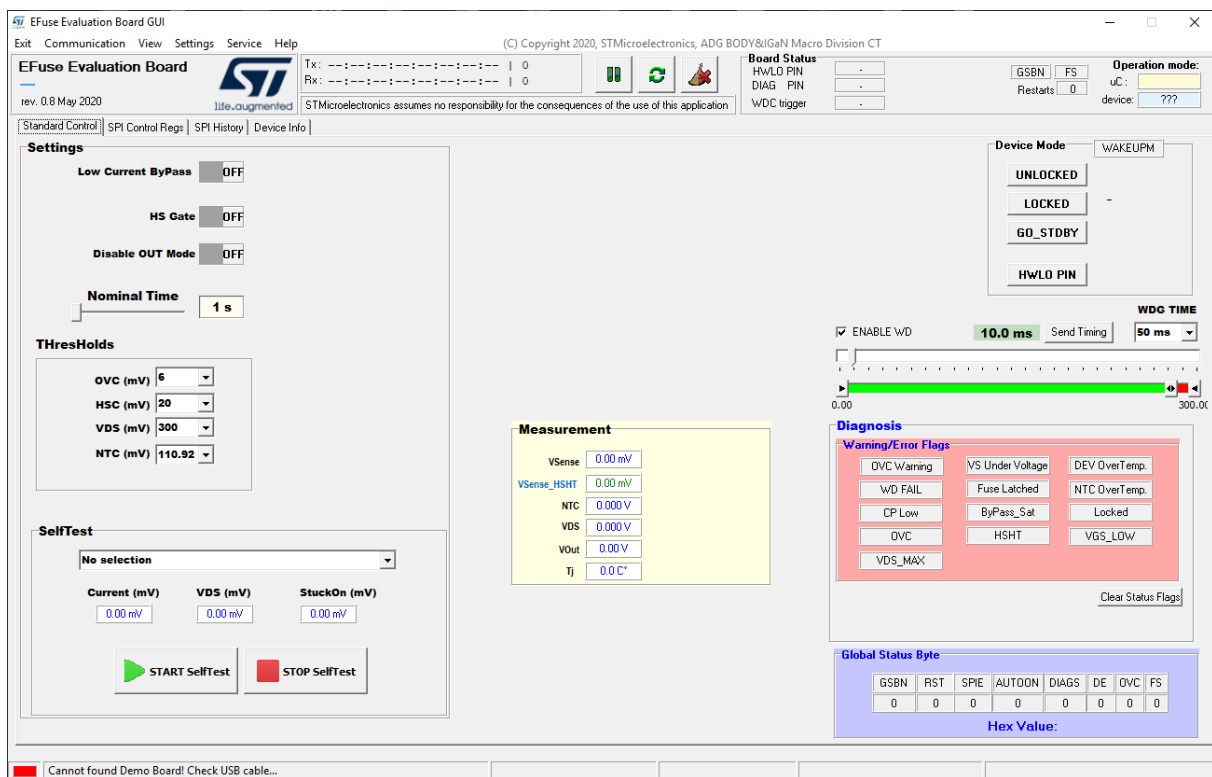 EFuse Evaluation Board GUI
Exit Communication View Settings Service Help
(C) Copyright 2020, STMicroelectronics, ADG BODY&IGaN Macro Division CT
EFuse Evaluation Board
rev. 0.8 May 2020
ST
life.augmented
Tx: --:--:--:--:--:--:--:-- | 0
Rx: --:--:--:--:--:--:--:-- | 0
STMicroelectronics assumes no responsibility for the consequences of the use of this application
Board Status
HWLO PIN .
DIAG PIN .
WDC trigger .
GSBN FS
Restarts 0
Operation mode:
uC :
device: ???
Standard Control SPI Control Regs SPI History Device Info
Settings
Low Current ByPass OFF
HS Gate OFF
Disable OUT Mode OFF
Nominal Time
1 s
THresHolds
OVC (mV) 6
HSC (mV) 20
VDS (mV) 300
NTC (mV) 110.92
SelfTest
No selection
Current (mV) VDS (mV) StuckOn (mV)
0.00 mV 0.00 mV 0.00 mV
START SelfTest STOP SelfTest
Measurement
VSense 0.00 mV
VSense_HSHT 0.00 mV
NTC 0.000 V
VDS 0.000 V
VOut 0.00 V
Tj 0.0 C°
Device Mode WAKEUPM
UNLOCKED
LOCKED -
GO_STDBY
HWLO PIN
WDG TIME
ENABLE WD 10.0 ms Send Timing 50 ms
0.00 300.00
Diagnosis
Warning/Error Flags
OVC Warning VS Under Voltage DEV OverTemp.
WD FAIL Fuse Latched NTC OverTemp.
CP Low ByPass_Sat Locked
OVC HSHT VGS_LOW
VDS_MAX
Clear Status Flags
Global Status Byte
GSBN RST SPIE AUTOON DIAGS DE OVC FS
0 0 0 0 0 0 0 0
Hex Value:
Cannot found Demo Board! Check USB cable...